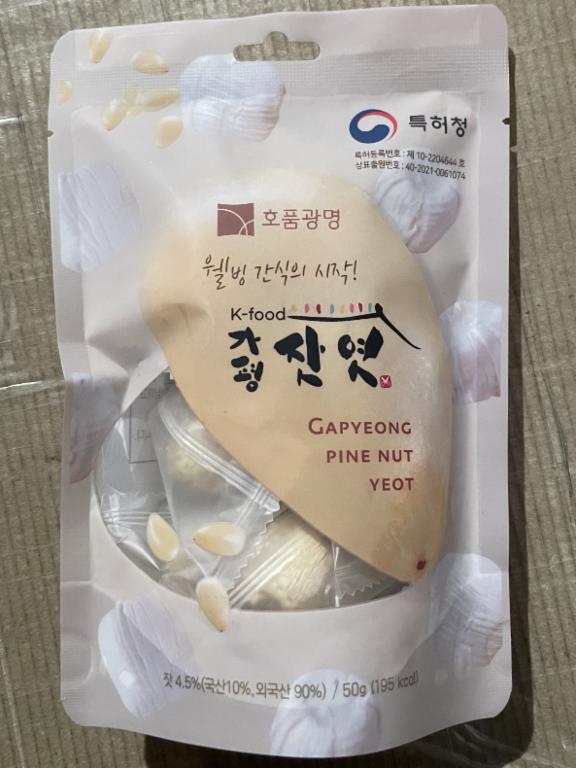 특허청
특허등록번호 : 제 10-2204644 호
상표출원번호 : 40-2021-0061074
호품광명
웰빙 간식의 시작!
K-food
가평 잣엿
GAPYEONG
PINE NUT
YEOT
잣 4.5%(국산10%,외국산 90%) / 50g (195 kcal)